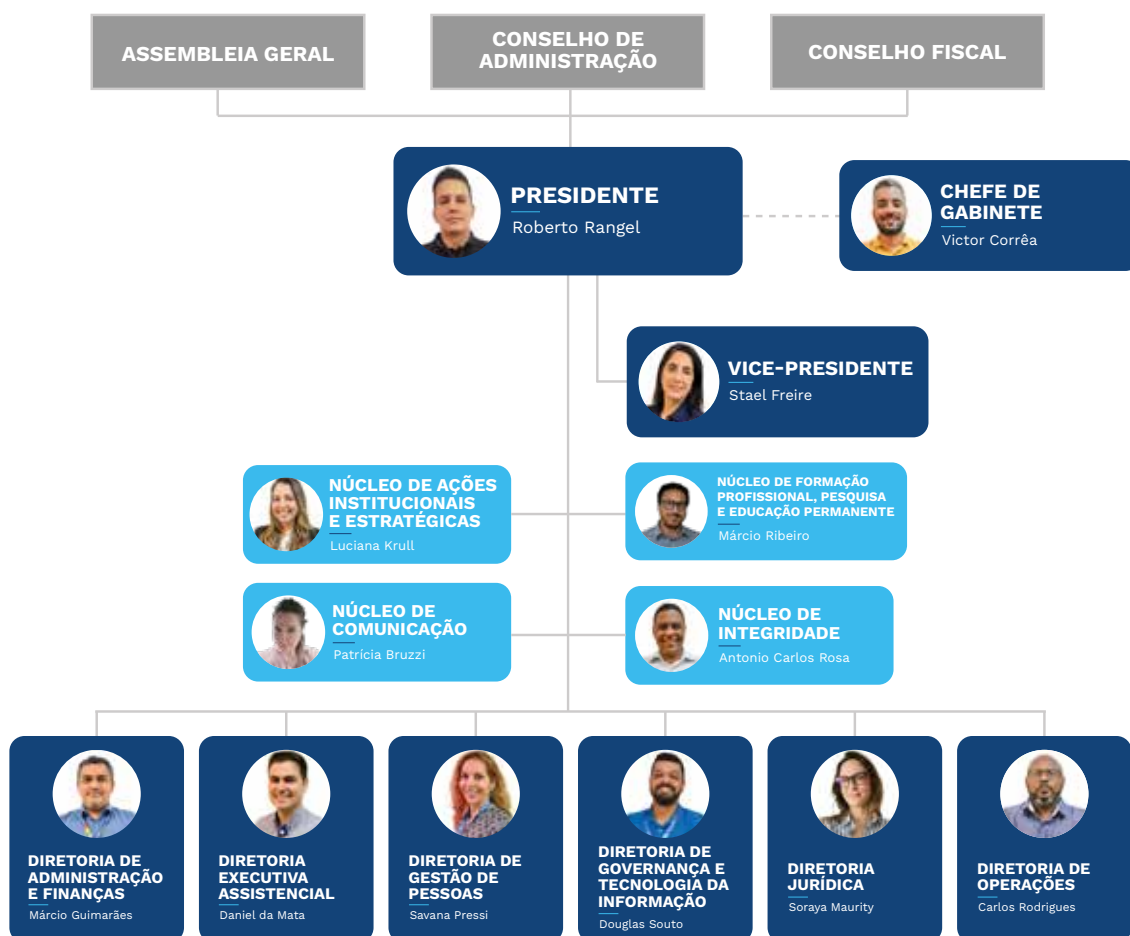 ASSEMBLEIA GERAL
CONSELHO DE
ADMINISTRAÇÃO
CONSELHO FISCAL
PRESIDENTE
Roberto Rangel
CHEFE DE
GABINETE
Victor Corrêa
VICE-PRESIDENTE
Stael Freire
NÚCLEO DE AÇÕES
INSTITUCIONAIS
E ESTRATÉGICAS
Luciana Krull
NÚCLEO DE FORMAÇÃO
PROFISSIONAL, PESQUISA
E EDUCAÇÃO PERMANENTE
Márcio Ribeiro
NÚCLEO DE
COMUNICAÇÃO
Patrícia Bruzzi
NÚCLEO DE
INTEGRIDADE
Antonio Carlos Rosa
DIRETORIA DE
ADMINISTRAÇÃO
E FINANÇAS
Márcio Guimarães
DIRETORIA
EXECUTIVA
ASSISTENCIAL
Daniel da Mata
DIRETORIA DE
GESTÃO DE
PESSOAS
Savana Pressi
DIRETORIA DE
GOVERNANÇA E
TECNOLOGIA DA
INFORMAÇÃO
Douglas Souto
DIRETORIA
JURÍDICA
Soraya Maurity
DIRETORIA DE
OPERAÇÕES
Carlos Rodrigues